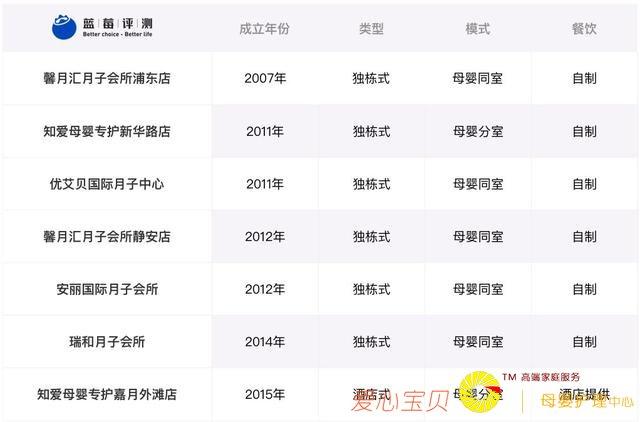 蓝莓评测
Better choice · Better life
成立年份 类型 模式 餐饮
馨月汇月子会所浦东店 2007年 独栋式 母婴同室 自制
知爱母婴专护新华路店 2011年 独栋式 母婴分室 自制
优艾贝国际月子中心 2011年 独栋式 母婴同室 自制
馨月汇月子会所静安店 2012年 独栋式 母婴同室 自制
安丽国际月子会所 2012年 独栋式 母婴同室 自制
瑞和月子会所 2014年 独栋式 母婴同室 自制
TM 高端家庭服务
知爱母婴专护嘉月外滩店 2015年 酒店式 母婴分室 酒店提供
爱心宝贝 母婴护理中心